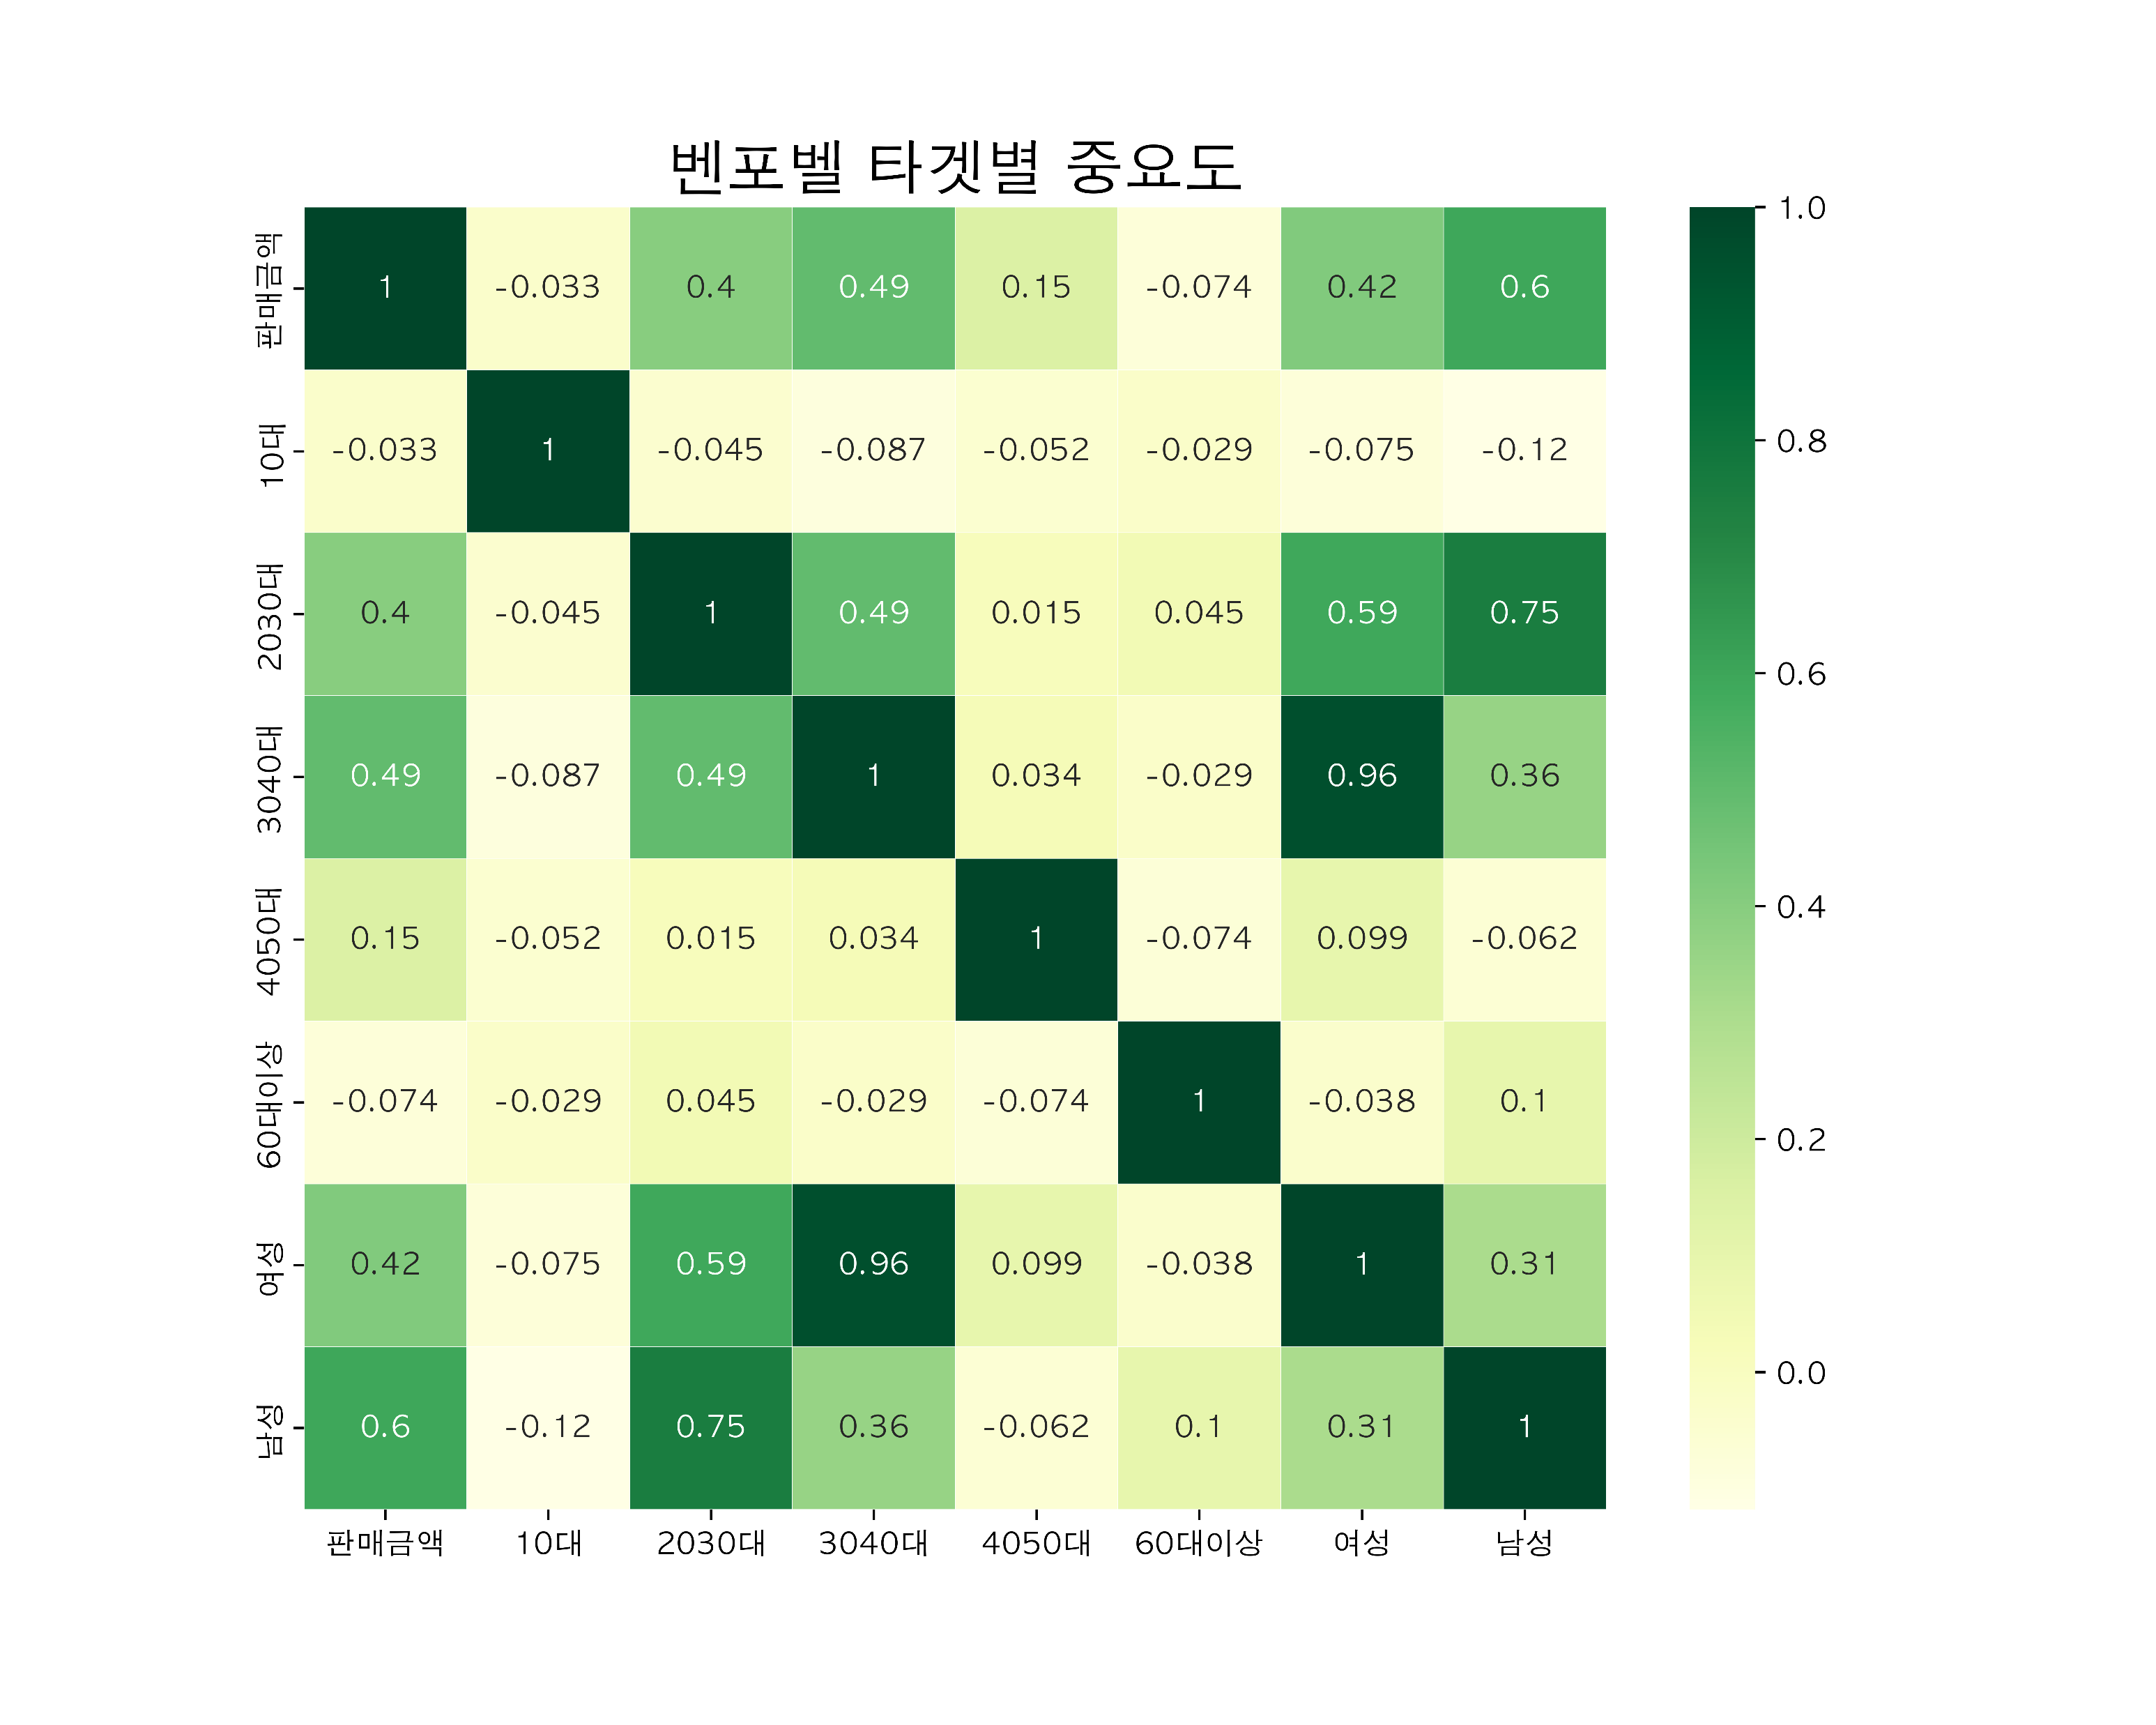 벤포벨 타겟별 중요도
판매금액 1 -0.033 0.4 0.49 0.15 -0.074 0.42 0.6
10대 -0.033 1 -0.045 -0.087 -0.052 -0.029 -0.075 -0.12
2030대 0.4 -0.045 1 0.49 0.015 0.045 0.59 0.75
3040대 0.49 -0.087 0.49 1 0.034 -0.029 0.96 0.36
4050대 0.15 -0.052 0.015 0.034 1 -0.074 0.099 -0.062
60대이상 -0.074 -0.029 0.045 -0.029 -0.074 1 -0.038 0.1
여성 0.42 -0.075 0.59 0.96 0.099 -0.038 1 0.31
남성 0.6 -0.12 0.75 0.36 -0.062 0.1 0.31 1
판매금액 10대 2030대 3040대 4050대 60대이상 여성 남성
1.0
0.8
0.6
0.4
0.2
0.0